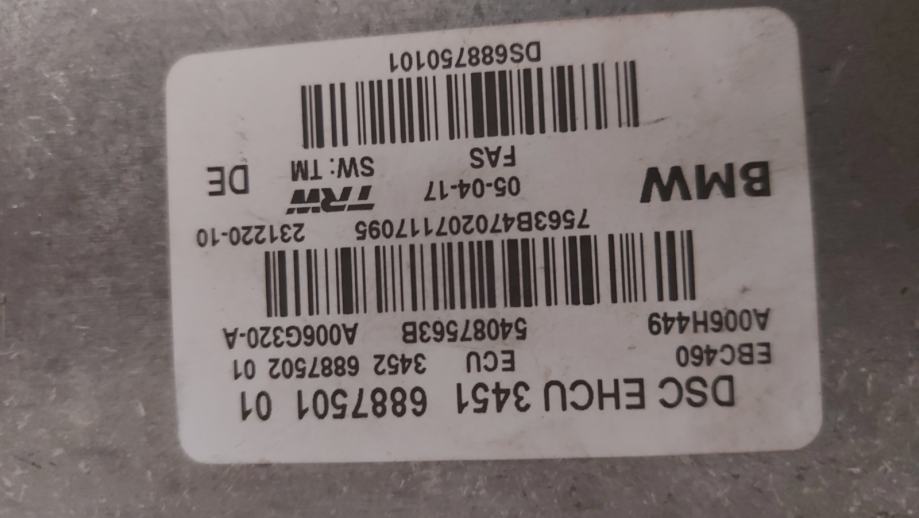 DSC EHCU 3451 6887501 01
EBC460 ECU 3452 6887502 01
A006H449 54087563B A006G320-A
7563B470207117095 231220-10
BMW 05-04-17 TRW DE
FAS SW: TM
DS688750101